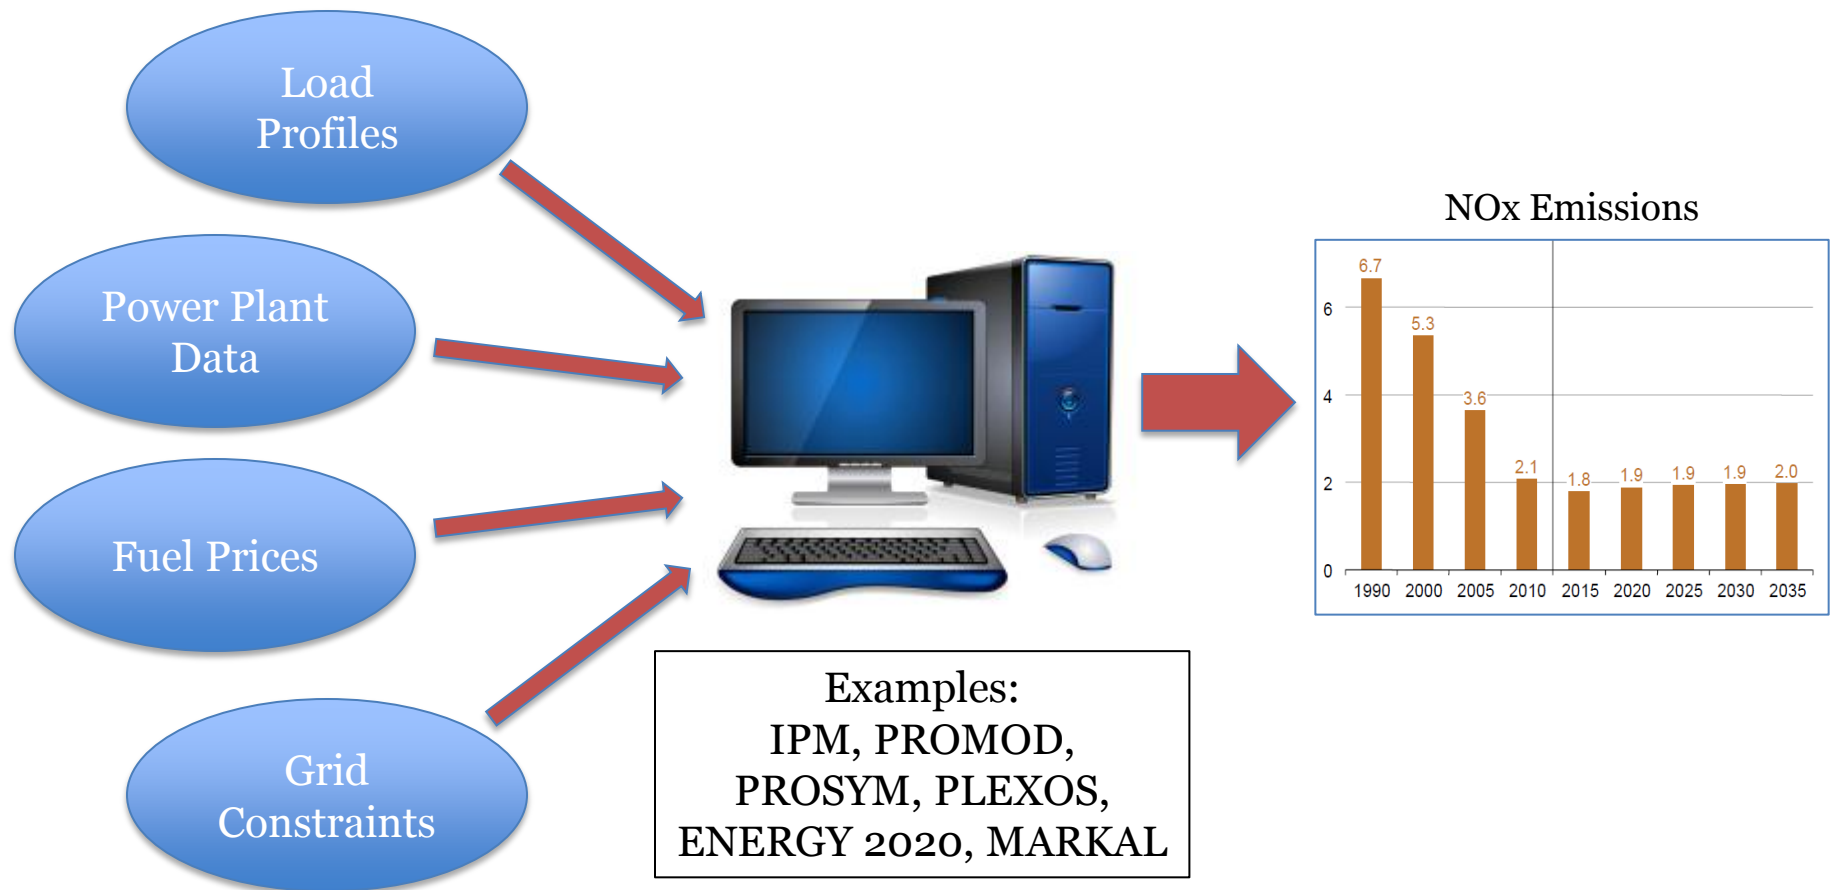 Load
Profiles
Power Plant
Data
Fuel Prices
Grid
Constraints
Examples:
IPM, PROMOD,
PROSYM, PLEXOS,
ENERGY 2020, MARKAL
NOx Emissions
6.7
5.3
3.6
2.1
1.8
1.9
1.9
1.9
2.0
6
4
2
0
1990 2000 2005 2010 2015 2020 2025 2030 2035